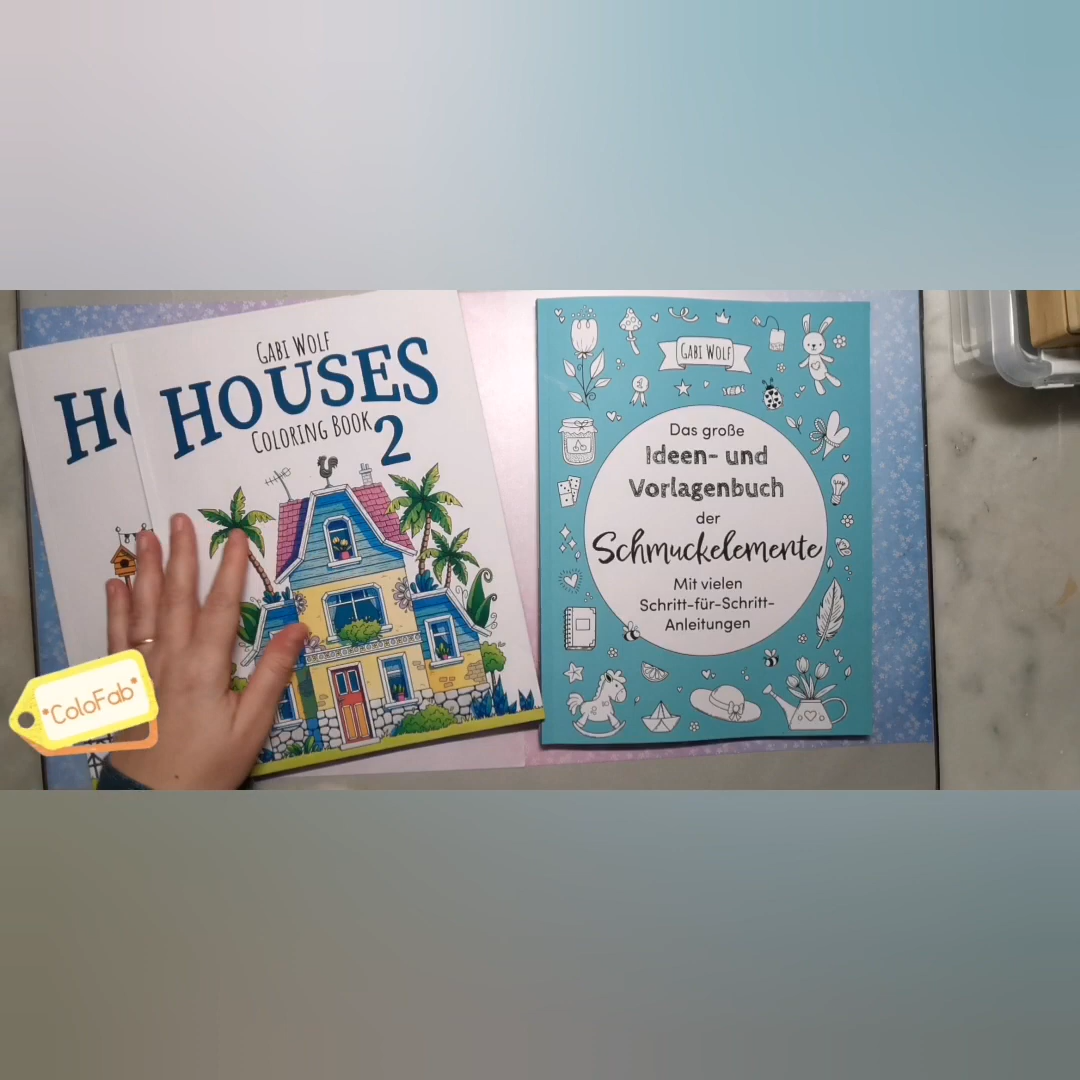 GABI WOLF
HOUSES
COLORING BOOK
2
GABI WOLF
Das große
Ideen- und
Vorlagenbuch
der
Schmuckelemente
Mit vielen
Schritt-für-Schritt-
Anleitungen
*ColoFab*